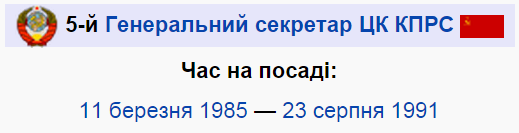 5-й Генеральний секретар ЦК КПРС
Час на посаді:
11 березня 1985 — 23 серпня 1991